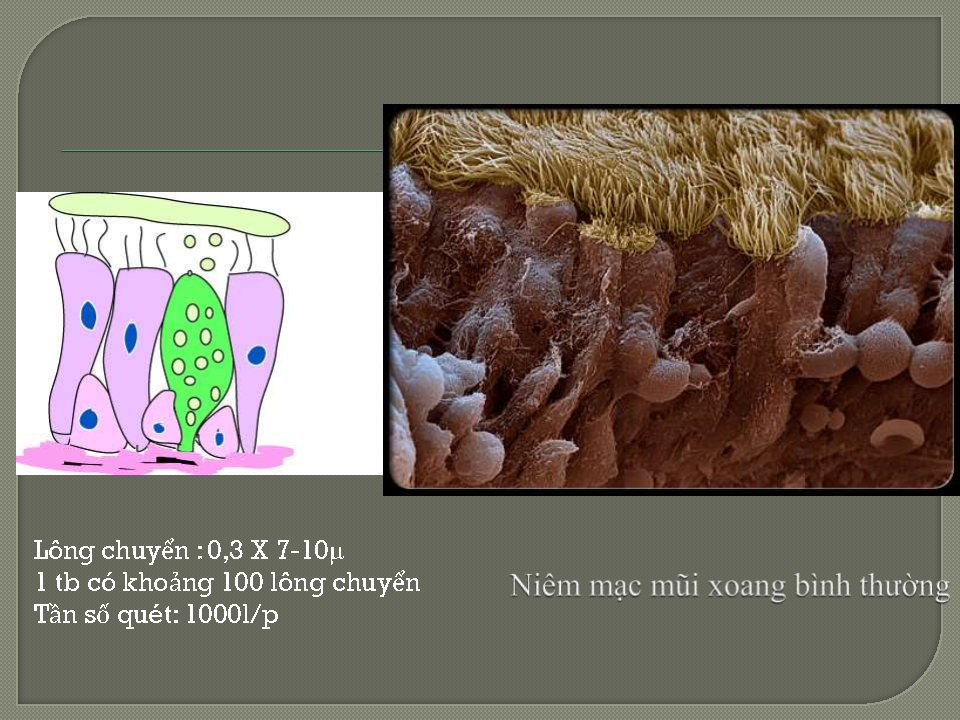 Lông chuyển : 0,3 X 7-10µ
1 tb có khoảng 100 lông chuyển
Tần số quét: 1000l/p
Niêm mạc mũi xoang bình thường